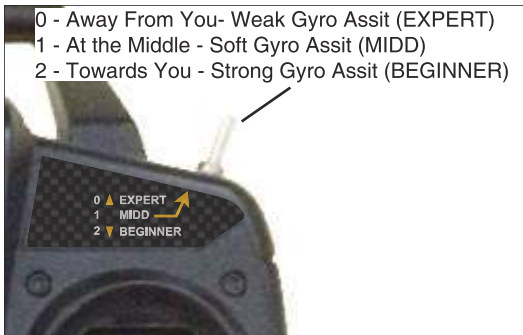 0 - Away From You- Weak Gyro Assit (EXPERT)
1 - At the Middle - Soft Gyro Assit (MIDD)
2 - Towards You - Strong Gyro Assit (BEGINNER)
0 ▲ EXPERT
1 MIDD
2 ▼ BEGINNER